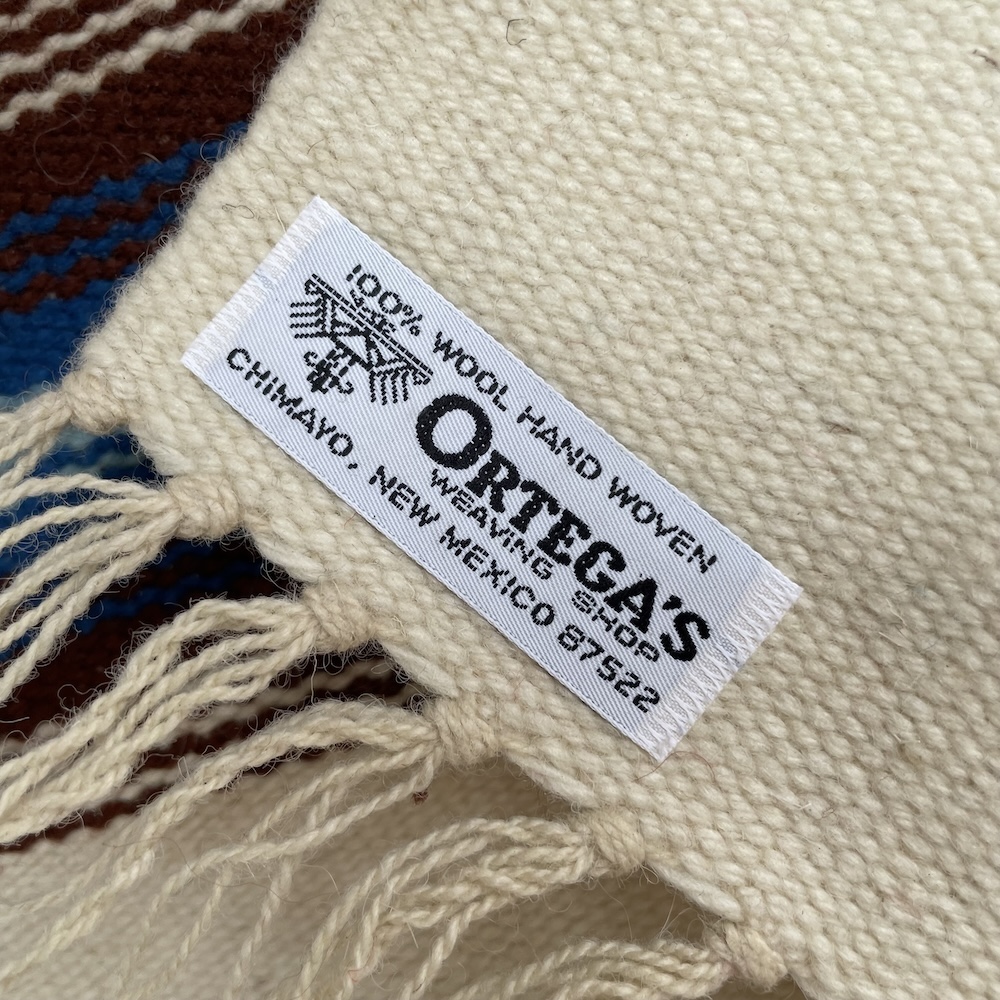 100% WOOL HAND WOVEN
ORTEGA'S
WEAVING SHOP
CHIMAYO, NEW MEXICO 87522